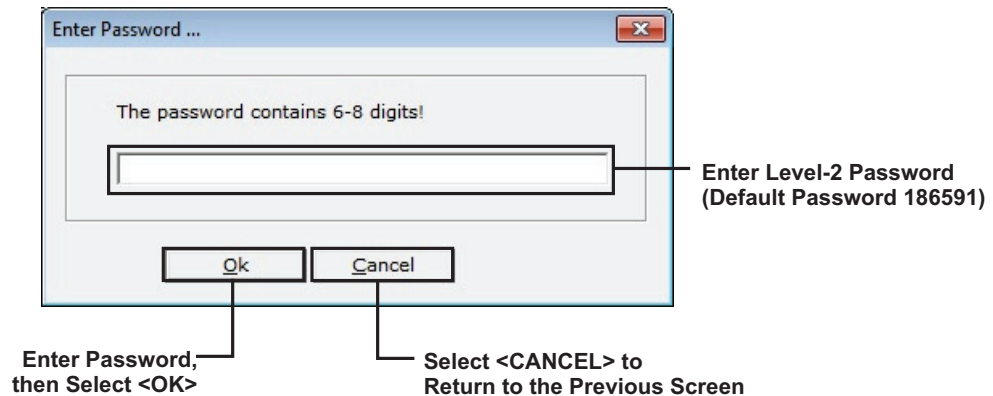 Enter Password ...
The password contains 6-8 digits!
Enter Level-2 Password
(Default Password 186591)
Ok
Cancel
Enter Password,
then Select <OK>
Select <CANCEL> to
Return to the Previous Screen